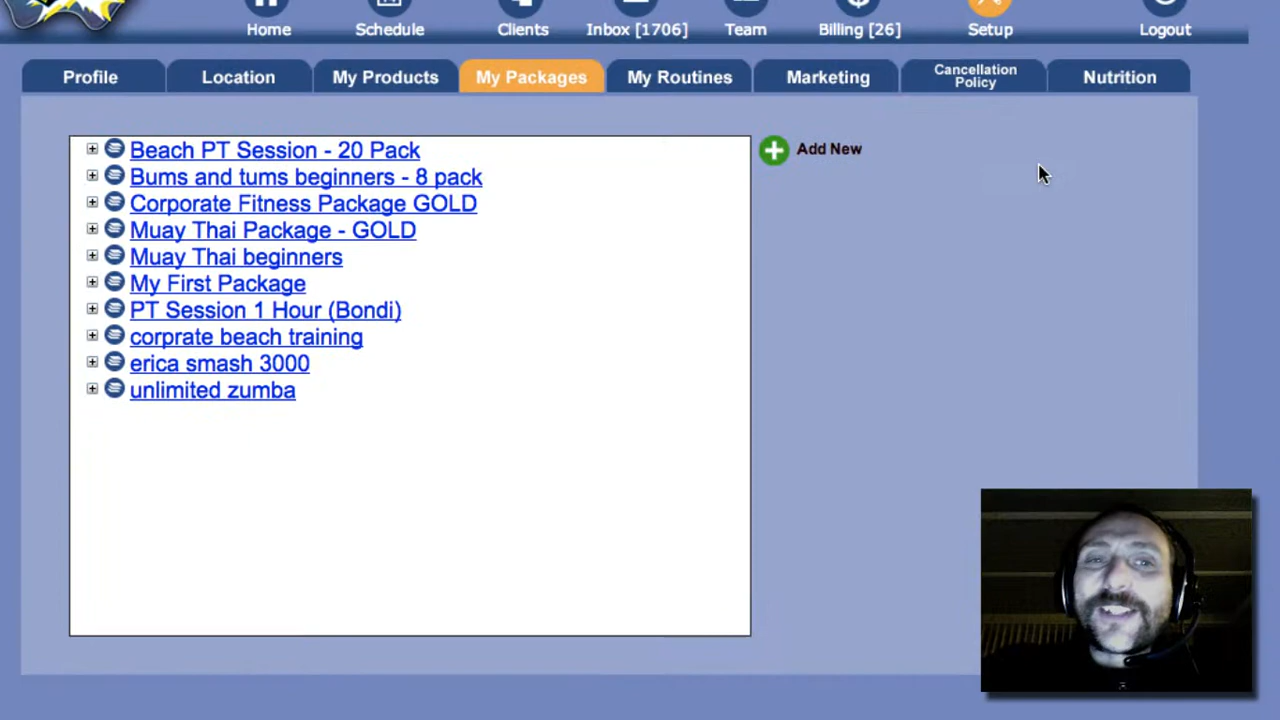 Home Schedule Clients Inbox [1706] Team Billing [26] Setup Logout
Profile Location My Products My Packages My Routines Marketing Cancellation Policy Nutrition
Beach PT Session - 20 Pack
Add New
Bums and tums beginners - 8 pack
Corporate Fitness Package GOLD
Muay Thai Package - GOLD
Muay Thai beginners
My First Package
PT Session 1 Hour (Bondi)
corprate beach training
erica smash 3000
unlimited zumba